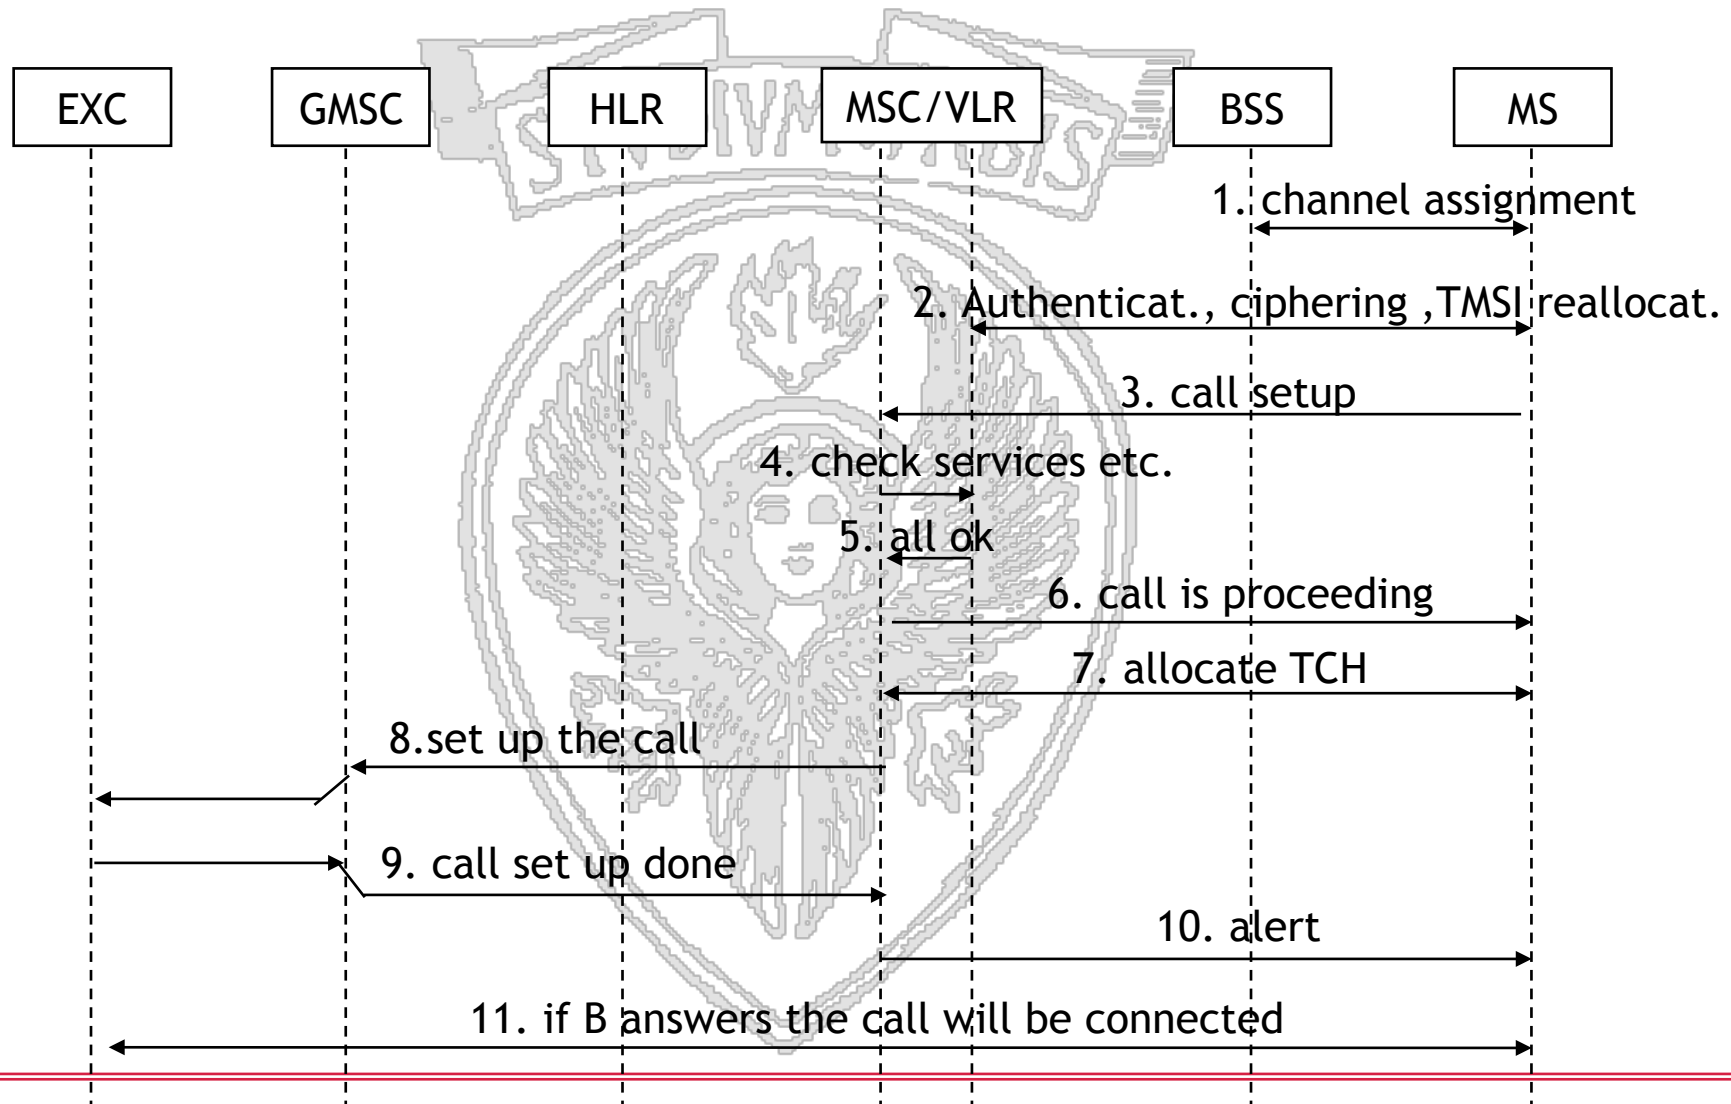 EXC
GMSC
HLR
MSC/VLR
BSS
MS
1. channel assignment
2. Authenticat., ciphering ,TMSI reallocat.
3. call setup
4. check services etc.
5. all ok
6. call is proceeding
7. allocate TCH
8.set up the call
9. call set up done
10. alert
11. if B answers the call will be connected